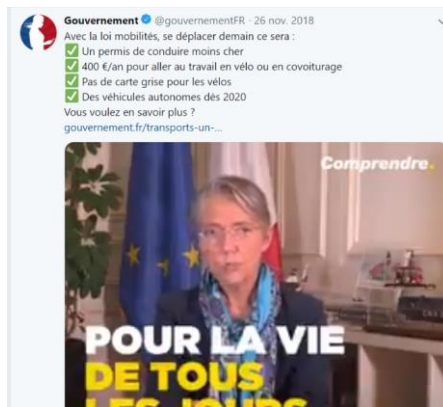 Gouvernement @gouvernementFR · 26 nov. 2018
Avec la loi mobilités, se déplacer demain ce sera :
Un permis de conduire moins cher
400 €/an pour aller au travail en vélo ou en covoiturage
Pas de carte grise pour les vélos
Des véhicules autonomes dès 2020
Vous voulez en savoir plus ?
gouvernement.fr/transports-un-...
Comprendre.
POUR LA VIE
DE TOUS
LES JOURS